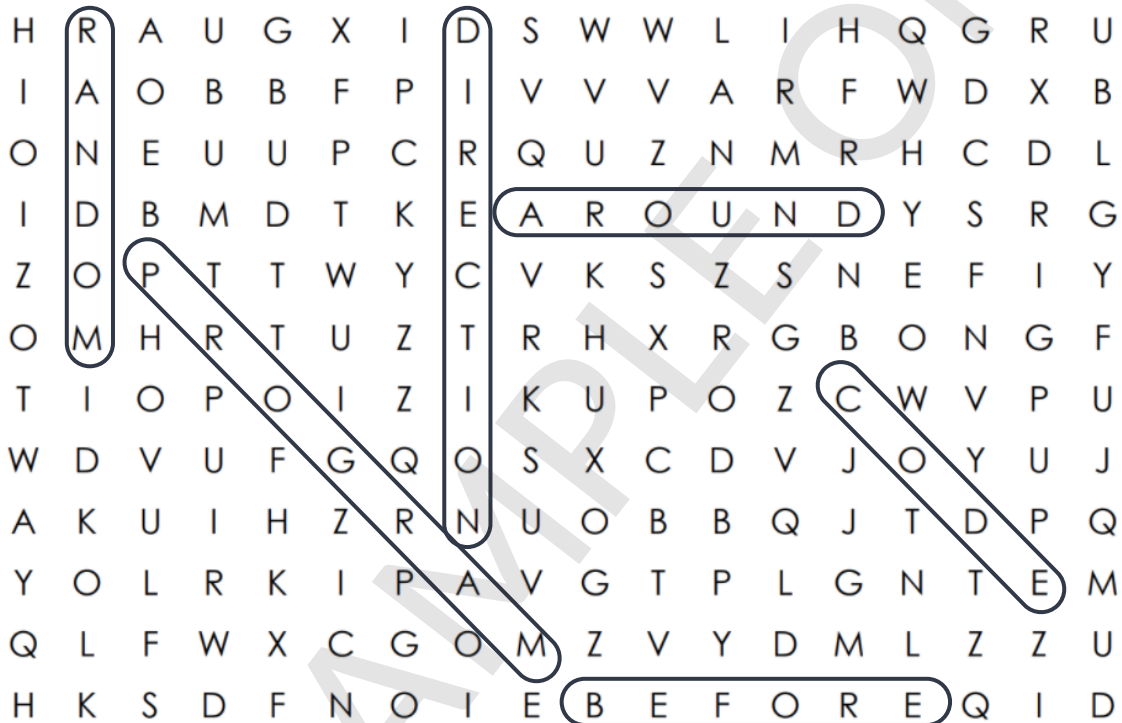 H R A U G X I D S W W L I H Q G R U
I A O B B F P I V V V A R F W D X B
O N E U U P C R Q U Z N M R H C D L
I D B M D T K E A R O U N D Y S R G
Z O P T T W Y C V K S Z S N E F I Y
O M H R T U Z T R H X R G B O N G F
T I O P O I Z I K U P O Z C W V P U
W D V U F G Q O S X C D V J O Y U J
A K U I H Z R N U O B B Q J T D P Q
Y O L R K I P A V G T P L G N T E M
Q L F W X C G O M Z V Y D M L Z Z U
H K S D F N O I E B E F O R E Q I D